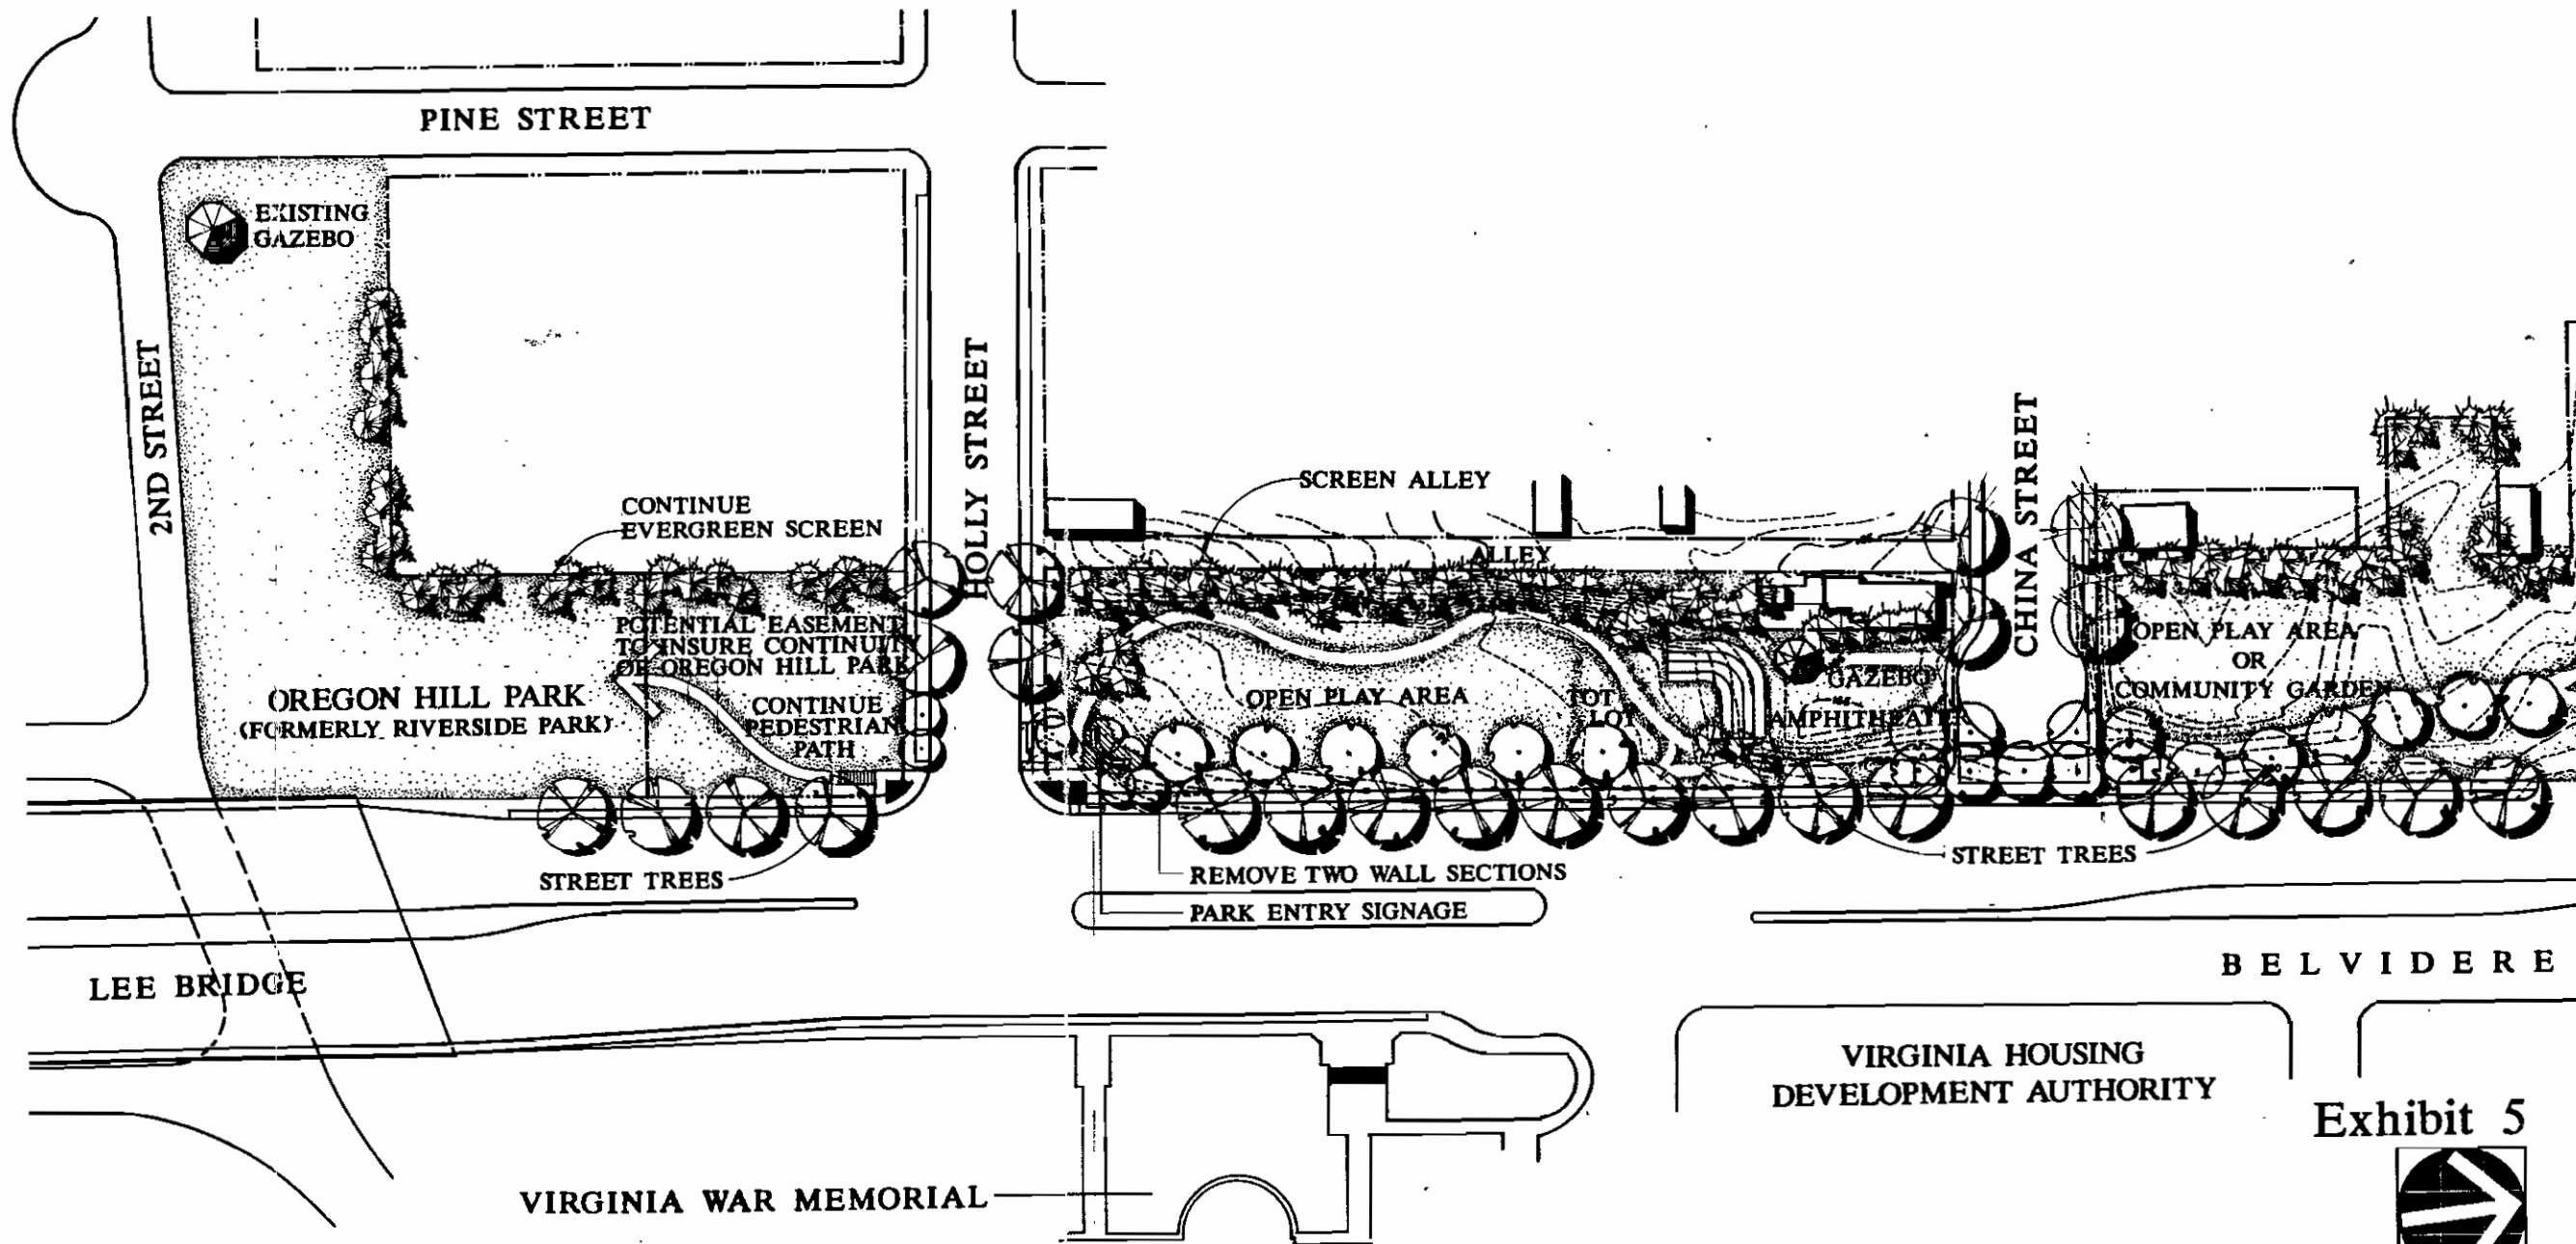 PINE STREET
EXISTING
GAZEBO
2ND STREET
HOLLY STREET
CHINA STREET
SCREEN ALLEY
CONTINUE
EVERGREEN SCREEN
ALLEY
POTENTIAL EASEMENT
TO INSURE CONTINUITY
OF OREGON HILL PARK
OPEN PLAY AREA
OR
COMMUNITY GARDEN
OREGON HILL PARK
(FORMERLY RIVERSIDE PARK)
CONTINUE
PEDESTRIAN
PATH
OPEN PLAY AREA
TOT
LOT
GAZEBO
AMPHITHEATER
STREET TREES
STREET TREES
REMOVE TWO WALL SECTIONS
PARK ENTRY SIGNAGE
LEE BRIDGE
BELVIDERE
VIRGINIA HOUSING
DEVELOPMENT AUTHORITY
Exhibit 5
VIRGINIA WAR MEMORIAL